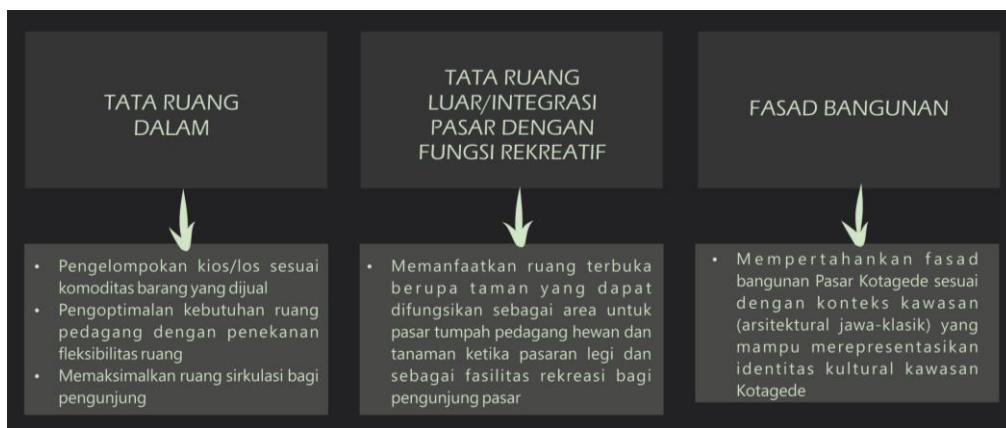 TATA RUANG
DALAM
TATA RUANG
LUAR/INTEGRASI
PASAR DENGAN
FUNGSI REKREATIF
FASAD BANGUNAN
• Pengelompokan kios/los sesuai
komoditas barang yang dijual
• Pengoptimalan kebutuhan ruang
pedagang dengan penekanan
fleksibilitas ruang
• Memaksimalkan ruang sirkulasi bagi
pengunjung
• Memanfaatkan ruang terbuka
berupa taman yang dapat
difungsikan sebagai area untuk
pasar tumpah pedagang hewan dan
tanaman ketika pasaran legi dan
sebagai fasilitas rekreasi bagi
pengunjung pasar
• Mempertahankan fasad
bangunan Pasar Kotagede sesuai
dengan konteks kawasan
(arsitektural jawa-klasik) yang
mampu merepresentasikan
identitas kultural kawasan
Kotagede